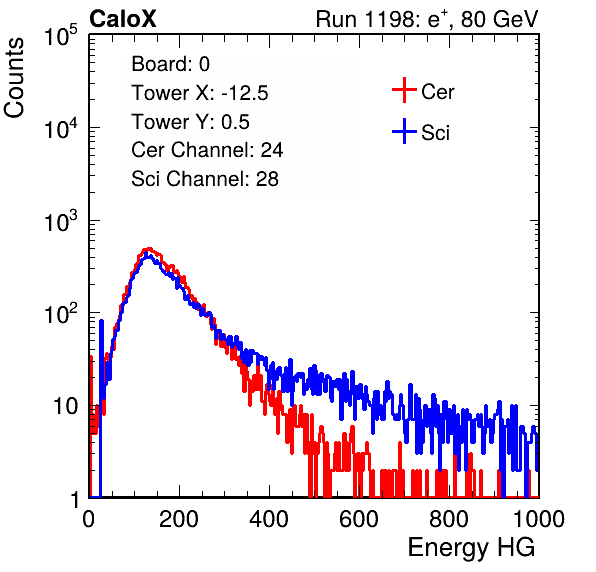 CaloX Run 1198: e⁺, 80 GeV
Board: 0
Tower X: -12.5
Tower Y: 0.5
Cer Channel: 24
Sci Channel: 28
Cer
Sci
Counts
10⁵
10⁴
10³
10²
10
1
0 200 400 600 800 1000
Energy HG